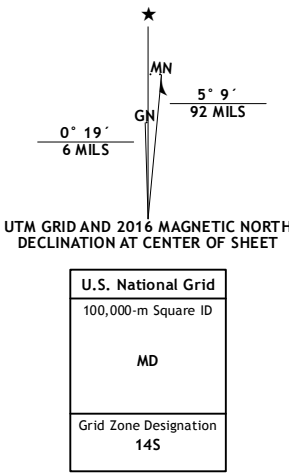 ★
MN
GN
5° 9´
92 MILS
0° 19´
6 MILS
UTM GRID AND 2016 MAGNETIC NORTH
DECLINATION AT CENTER OF SHEET
U.S. National Grid
100,000-m Square ID
MD
Grid Zone Designation
14S